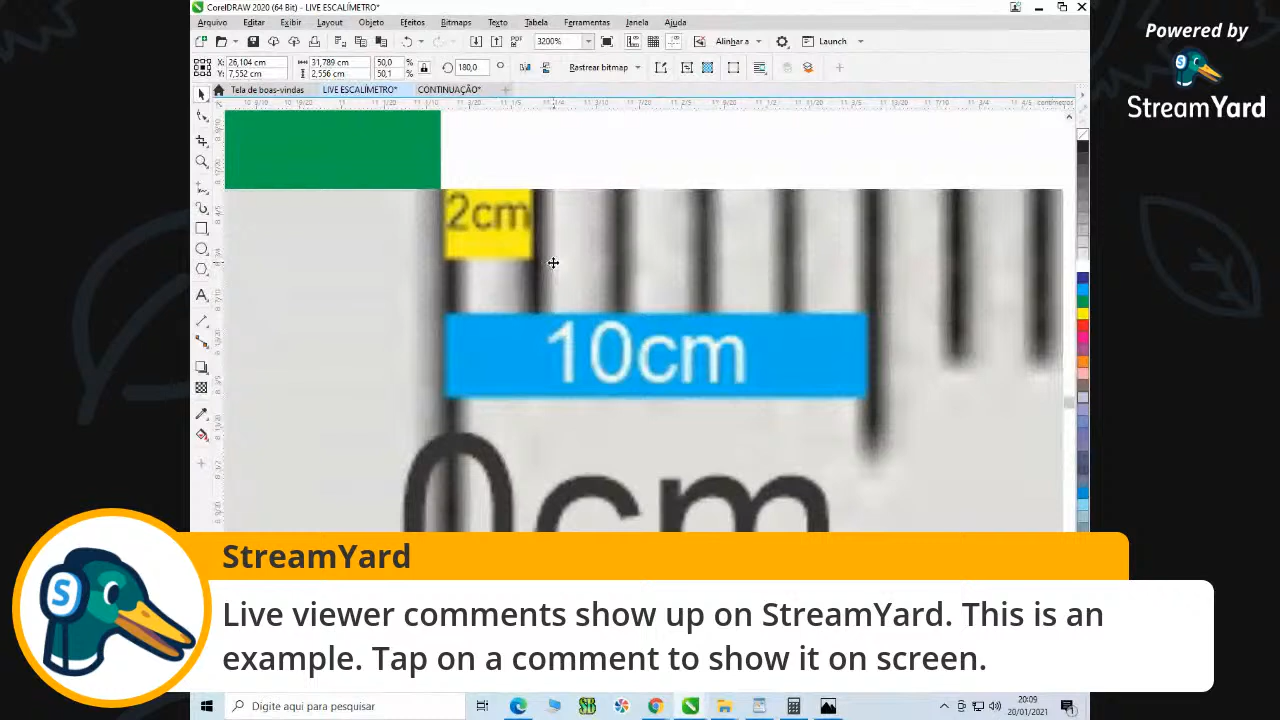 CorelDRAW 2020 (64 Bit) - LIVE ESCALÍMETRO*
Arquivo Editar Exibir Layout Objeto Efeitos Bitmaps Texto Tabela Ferramentas Janela Ajuda
3200% Alinhar a Launch
X: 26,104 cm 31,789 cm 50,0 % 180,0 Rastrear bitmap
Y: 7,552 cm 2,556 cm 50,1 %
Tela de boas-vindas LIVE ESCALÍMETRO* CONTINUAÇÃO*
centímetros
Powered by
StreamYard
2cm
10cm
0cm
StreamYard
Live viewer comments show up on StreamYard. This is an
example. Tap on a comment to show it on screen.
Digite aqui para pesquisar
20:09
20/01/2021